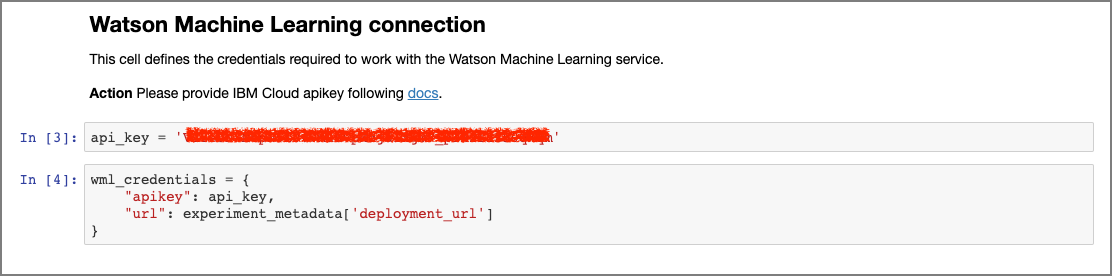 Watson Machine Learning connection
This cell defines the credentials required to work with the Watson Machine Learning service.
Action Please provide IBM Cloud apikey following docs.
In [3]: api_key = '
In [4]: wml_credentials = {
"apikey": api_key,
"url": experiment_metadata['deployment_url']
}